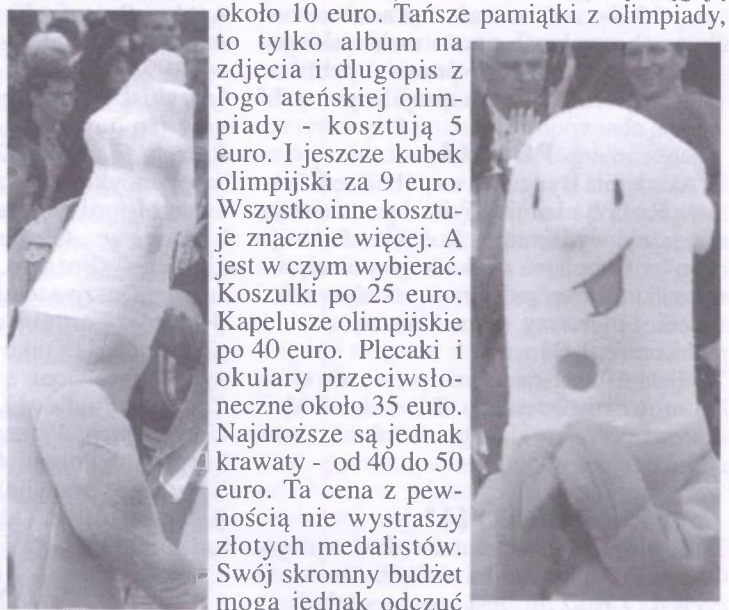 około 10 euro. Tańsze pamiątki z olimpiady,
to tylko album na
zdjęcia i dlugopis z
logo ateńskiej olim-
piady - kosztują 5
euro. I jeszcze kubek
olimpijski za 9 euro.
Wszystko inne kosztu-
je znacznie więcej. A
jest w czym wybierać.
Koszulki po 25 euro.
Kapelusze olimpijskie
po 40 euro. Plecaki i
okulary przeciwsło-
neczne około 35 euro.
Najdroższe są jednak
krawaty - od 40 do 50
euro. Ta cena z pew-
nością nie wystraszy
złotych medalistów.
Swój skromny budżet
mogą jednak odczuć